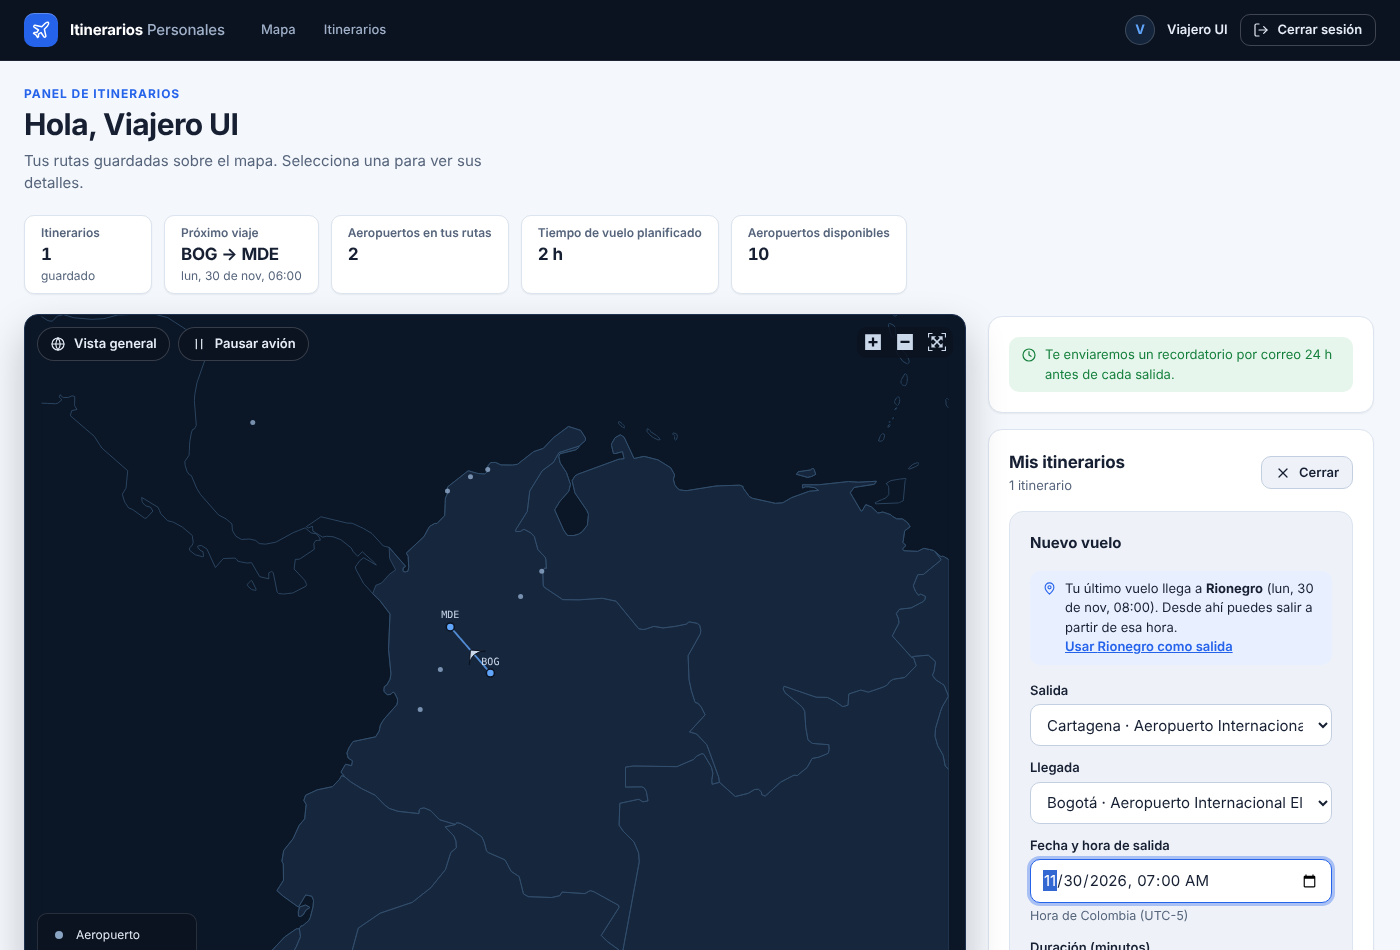 Itinerarios Personales
Mapa
Itinerarios
V
Viajero UI
Cerrar sesión
PANEL DE ITINERARIOS
Hola, Viajero UI
Tus rutas guardadas sobre el mapa. Selecciona una para ver sus
detalles.
Itinerarios
1
guardado
Próximo viaje
BOG → MDE
lun, 30 de nov, 06:00
Aeropuertos en tus rutas
2
Tiempo de vuelo planificado
2 h
Aeropuertos disponibles
10
Vista general
Pausar avión
MDE
BOG
Aeropuerto
Te enviaremos un recordatorio por correo 24 h
antes de cada salida.
Mis itinerarios
1 itinerario
Cerrar
Nuevo vuelo
Tu último vuelo llega a Rionegro (lun, 30
de nov, 08:00). Desde ahí puedes salir a
partir de esa hora.
Usar Rionegro como salida
Salida
Cartagena · Aeropuerto Internaciona
Llegada
Bogotá · Aeropuerto Internacional El
Fecha y hora de salida
11/30/2026, 07:00 AM
Hora de Colombia (UTC-5)
Duración (minutos)